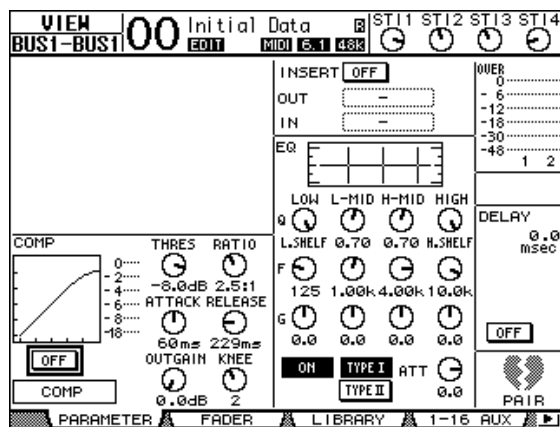 VIEW
BUS1-BUS1
00
Initial Data R
EDIT MIDI 6.1 48k
STI1 STI2 STI3 STI4
INSERT OFF
OUT -
IN -
OVER
0
- 6
-12
-18
-30
-48
1 2
EQ
LOW L-MID H-MID HIGH
Q
L.SHELF 0.70 0.70 H.SHELF
F
125 1.00k 4.00k 10.0k
G
0.0 0.0 0.0 0.0
ON TYPE I ATT
TYPE II 0.0
DELAY
0.0
msec
OFF
PAIR
COMP
0
- 2
- 4
- 6
- 8
-18
THRES RATIO
-8.0dB 2.5:1
ATTACK RELEASE
60ms 229ms
OUTGAIN KNEE
0.0dB 2
OFF
COMP
PARAMETER FADER LIBRARY 1-16 AUX